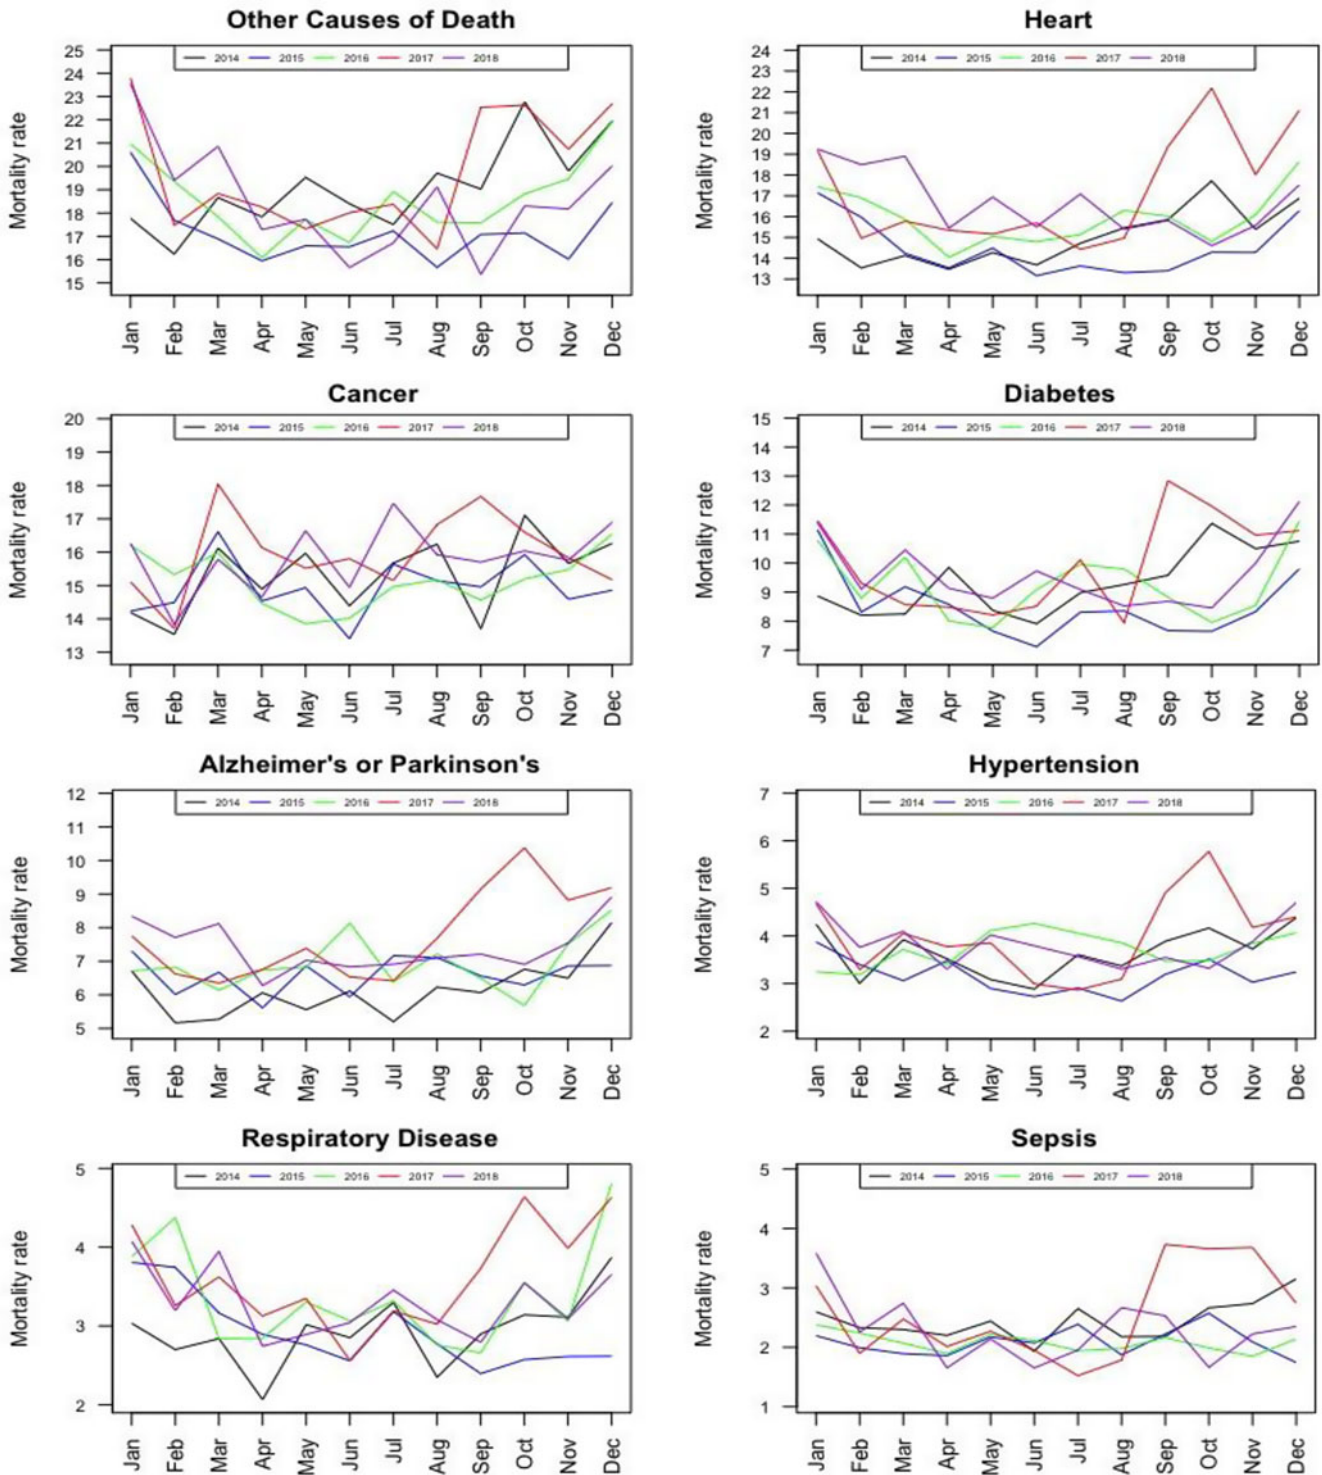 Other Causes of Death
Mortality rate
25
24
23
22
21
20
19
18
17
16
15
2014 2015 2016 2017 2018
Jan Feb Mar Apr May Jun Jul Aug Sep Oct Nov Dec
Heart
Mortality rate
24
23
22
21
20
19
18
17
16
15
14
13
2014 2015 2016 2017 2018
Jan Feb Mar Apr May Jun Jul Aug Sep Oct Nov Dec
Cancer
Mortality rate
20
19
18
17
16
15
14
13
2014 2015 2016 2017 2018
Jan Feb Mar Apr May Jun Jul Aug Sep Oct Nov Dec
Diabetes
Mortality rate
15
14
13
12
11
10
9
8
7
2014 2015 2016 2017 2018
Jan Feb Mar Apr May Jun Jul Aug Sep Oct Nov Dec
Alzheimer's or Parkinson's
Mortality rate
12
11
10
9
8
7
6
5
2014 2015 2016 2017 2018
Jan Feb Mar Apr May Jun Jul Aug Sep Oct Nov Dec
Hypertension
Mortality rate
7
6
5
4
3
2
2014 2015 2016 2017 2018
Jan Feb Mar Apr May Jun Jul Aug Sep Oct Nov Dec
Respiratory Disease
Mortality rate
5
4
3
2
2014 2015 2016 2017 2018
Jan Feb Mar Apr May Jun Jul Aug Sep Oct Nov Dec
Sepsis
Mortality rate
5
4
3
2
1
2014 2015 2016 2017 2018
Jan Feb Mar Apr May Jun Jul Aug Sep Oct Nov Dec